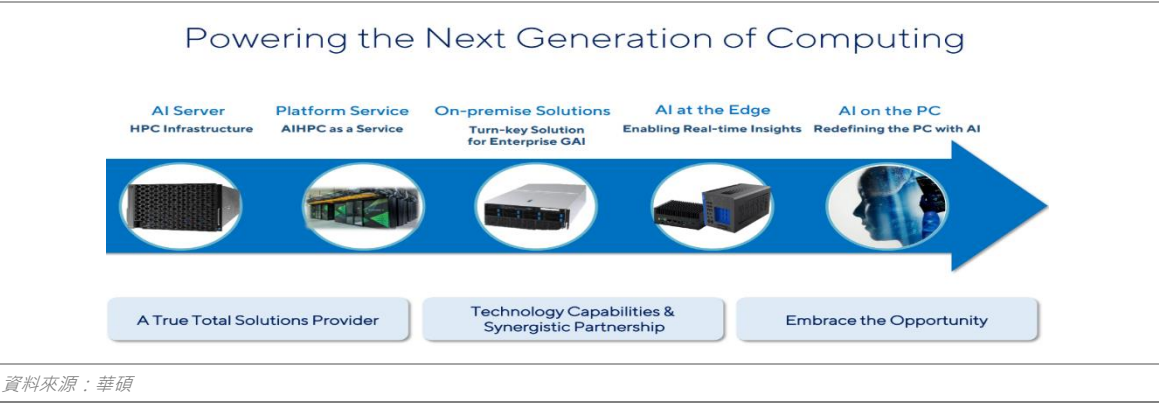 Powering the Next Generation of Computing
AI Server
HPC Infrastructure
Platform Service
AIHPC as a Service
On-premise Solutions
Turn-key Solution
for Enterprise GAI
AI at the Edge
Enabling Real-time Insights
AI on the PC
Redefining the PC with AI
A True Total Solutions Provider
Technology Capabilities &
Synergistic Partnership
Embrace the Opportunity
資料來源：華碩